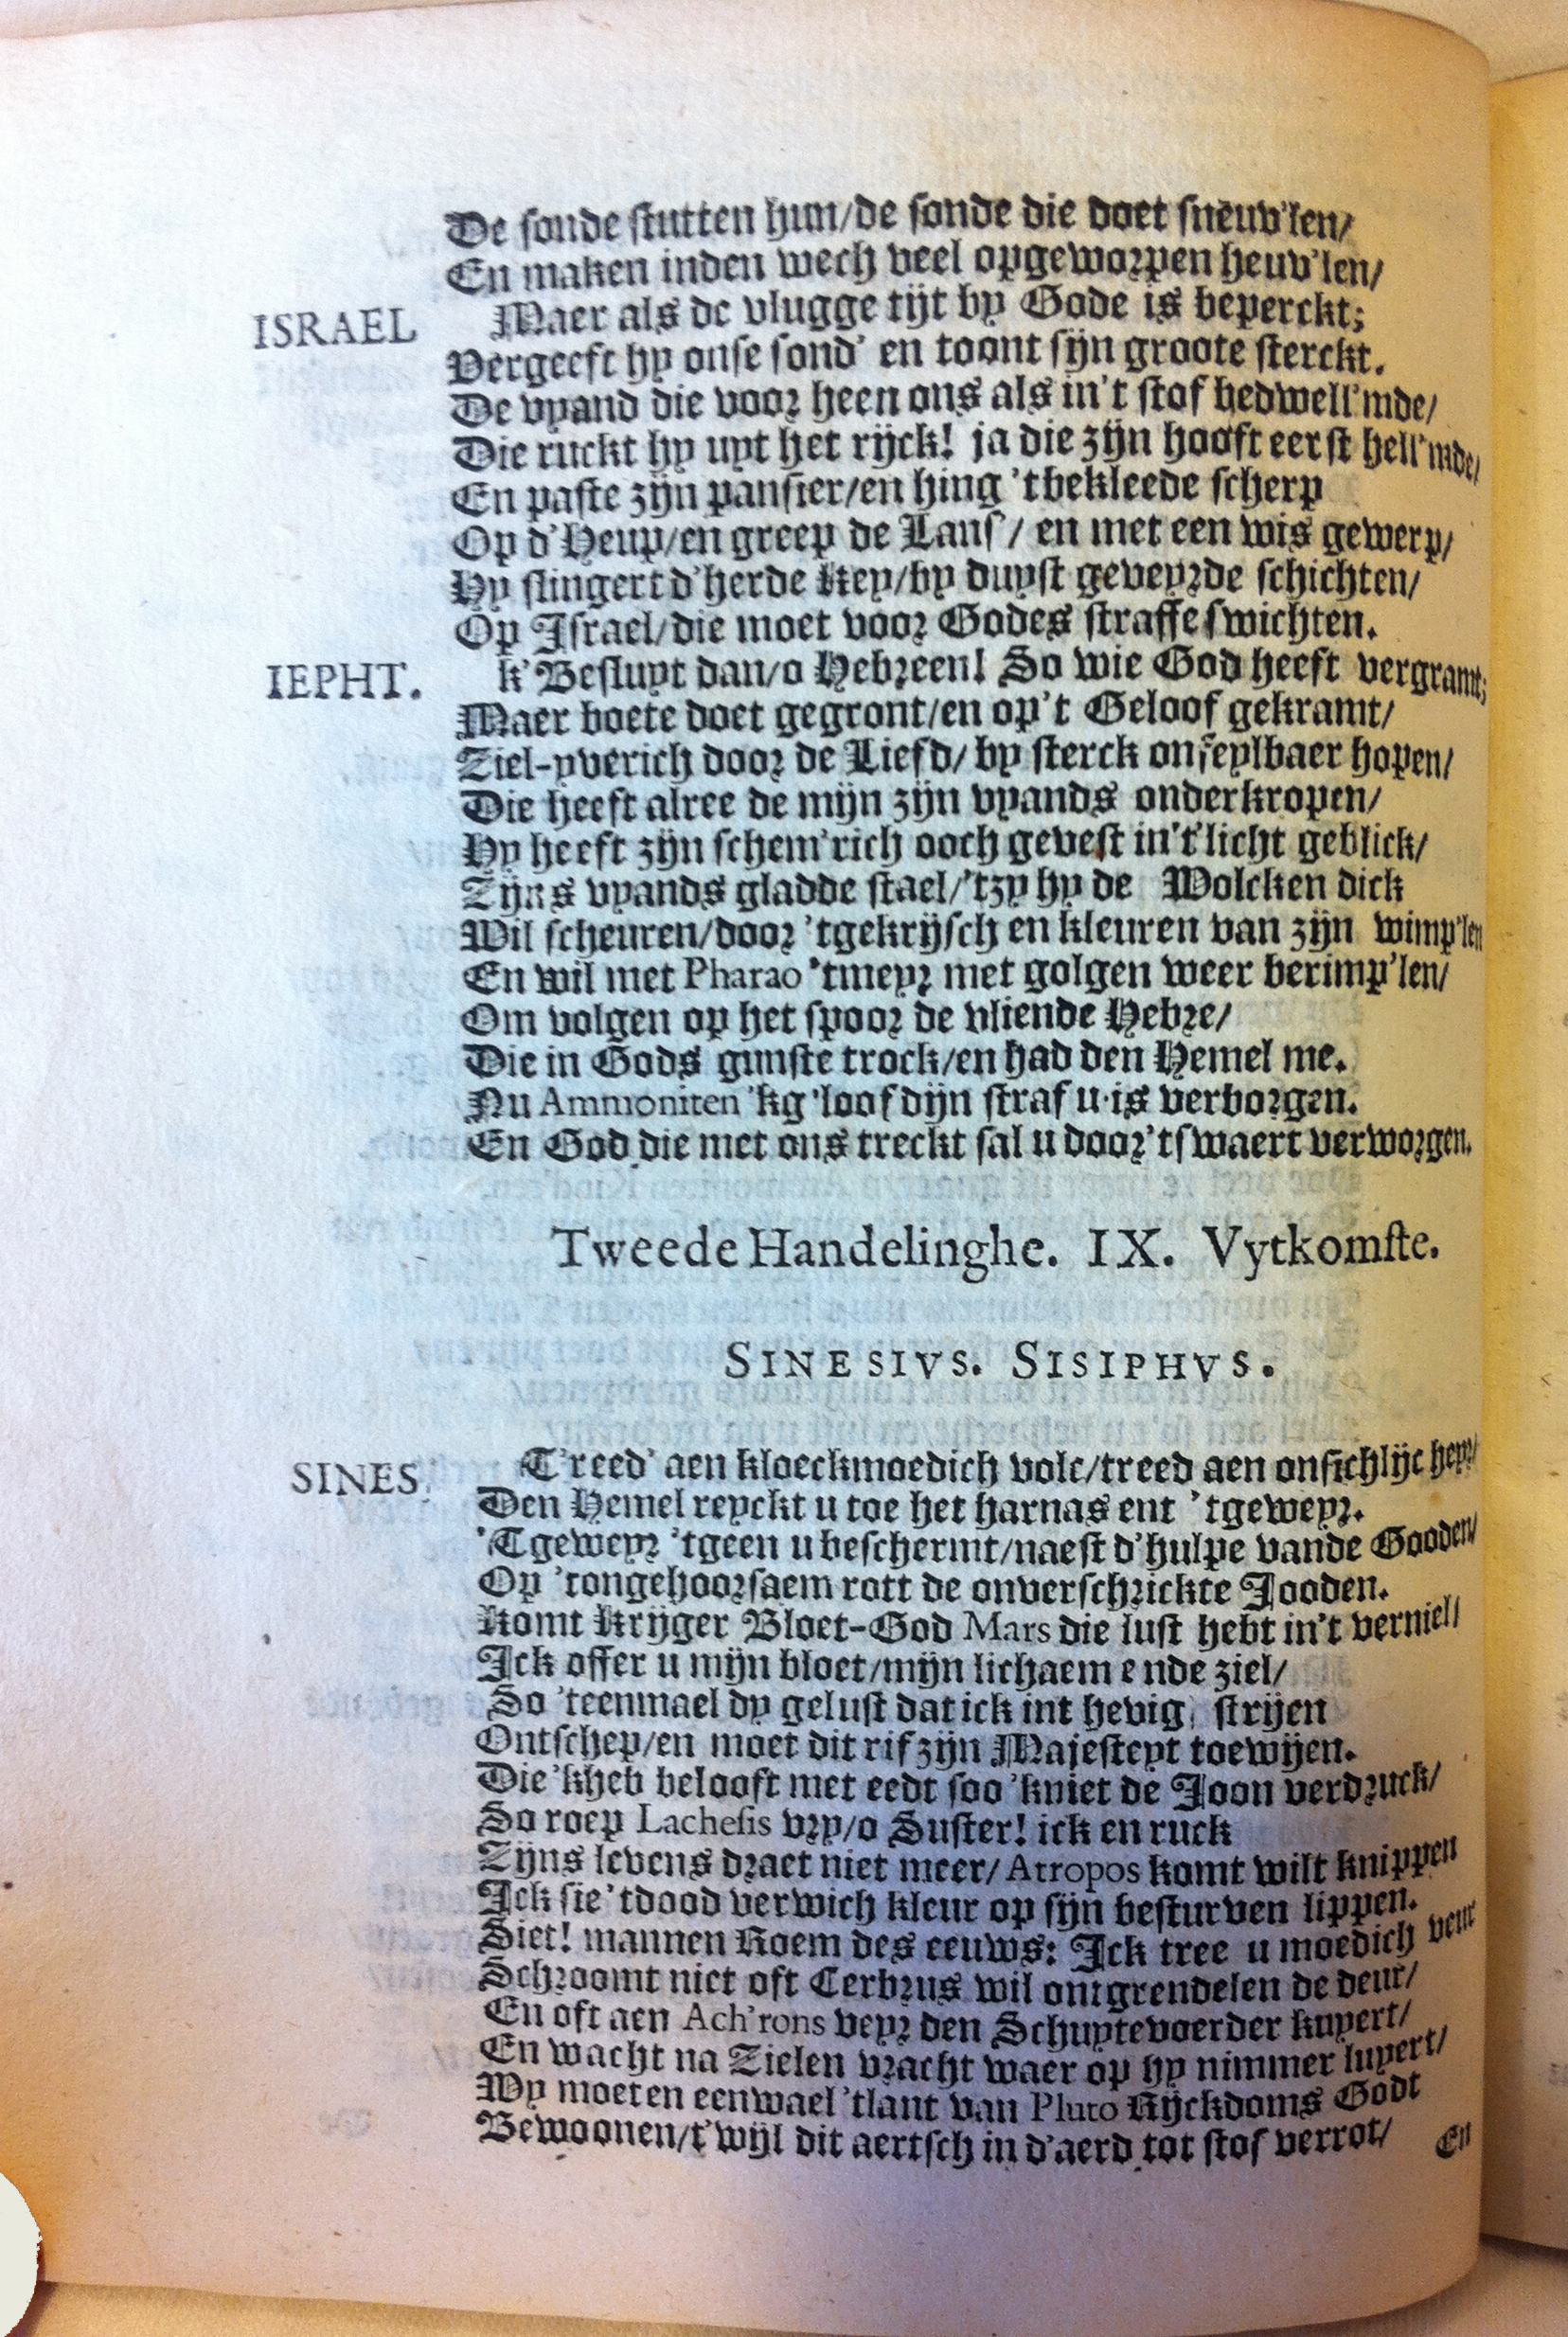 De sonde stutten hun/de sonde die doet sneuv'len/
En maken inden wech veel opgeworpen heuv'len/
ISRAEL Maer als de vlugge tijt by Gode is beperckt;
Vergeeft hy onse sond' en toont sijn groote sterckt.
De vyand die voor heen ons als in't stof bedwell'mde/
Die ruckt hy uyt het rijck! ja die zijn hooft eerst hell'mde/
En paste zijn pansier/en hing 't bekleede scherp
Op d'Heup/en greep de Lans/ en met een wis gewerp/
Hy slingert d'herde Key/by duyst geveyrde schichten/
Op Israel/die moet voor Godes straffe swichten.
IEPHT. k'Besluyt dan/o Hebreen! So wie God heeft vergramt;
Maer boete doet gegront/en op't Geloof gekramt/
Ziel-yverich door de Liefd/ by sterck onfeylbaer hopen/
Die heeft alree de mijn zijn vyands onderkropen/
Hy heeft zijn schem'rich ooch gevest in't'licht geblick/
Zijns vyands gladde stael/'tzy hy de Wolcken dick
Wil scheuren/door 'tgekrijsch en kleuren van zijn wimp'len
En wil met Pharao 'tmeyr met golgen weer berimp'len/
Om volgen op het spoor de vliende Hebre/
Die in Gods gunste trock/en had den Hemel me.
Nu Ammoniten 'kg'loof dijn straf u is verborgen.
En God die met ons treckt sal u door'tswaert verworgen.
Tweede Handelinghe. IX. Vytkomste.
SINESIVS. SISIPHVS.
SINES. T'reed' aen kloeckmoedich volc/treed aen onsichlijc heyr/
Den Hemel reyckt u toe het harnas ent 'tgeweyr.
'Tgeweyr 'tgeen u beschermt/naest d'hulpe vande Gooden/
Op 'tongehoorsaem rott de onverschrickte Jooden.
Komt Krijger Bloet-God Mars die lust hebt in't verniel/
Ick offer u mijn bloet/mijn lichaem ende ziel/
So 'teenmael dy gelust dat ick int hevig strijen
Ontschep/en moet dit rif zijn Majesteyt toewijen.
Die 'kheb belooft met eedt soo 'kniet de Joon verdruck/
So roep Lachesis vry/o Suster! ick en ruck
Zijns levens draet niet meer/ Atropos komt wilt knippen
Ick sie 'tdood verwich kleur op sijn besturven lippen.
Siet! mannen Roem des eeuws: Ick tree u moedich veur
Schroomt niet oft Cerbrus wil ontgrendelen de deur/
En oft aen Ach'rons veyr den Schuytevoerder kuyert/
En wacht na Zielen vracht waer op hy nimmer luyert/
Wy moeten eenwael 'tlant van Pluto Rijckdoms Godt
Bewoonen/t'wijl dit aertsch in d'aerd tot stof verrot/
En